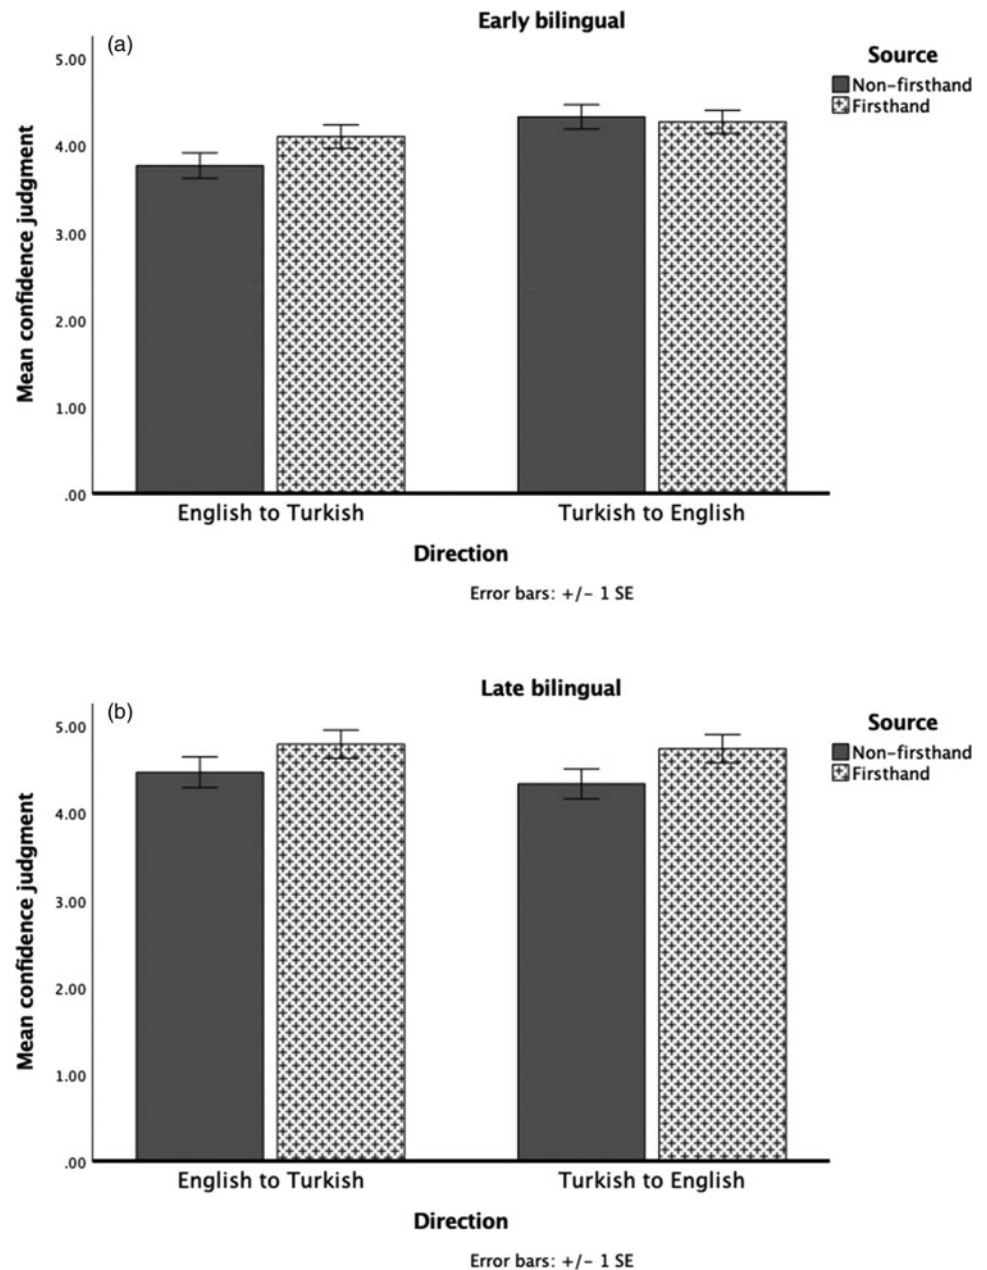 Early bilingual
(a)
Source
Non-firsthand
Firsthand
Mean confidence judgment
5.00
4.00
3.00
2.00
1.00
.00
English to Turkish
Turkish to English
Direction
Error bars: +/- 1 SE
Late bilingual
(b)
Source
Non-firsthand
Firsthand
Mean confidence judgment
5.00
4.00
3.00
2.00
1.00
.00
English to Turkish
Turkish to English
Direction
Error bars: +/- 1 SE